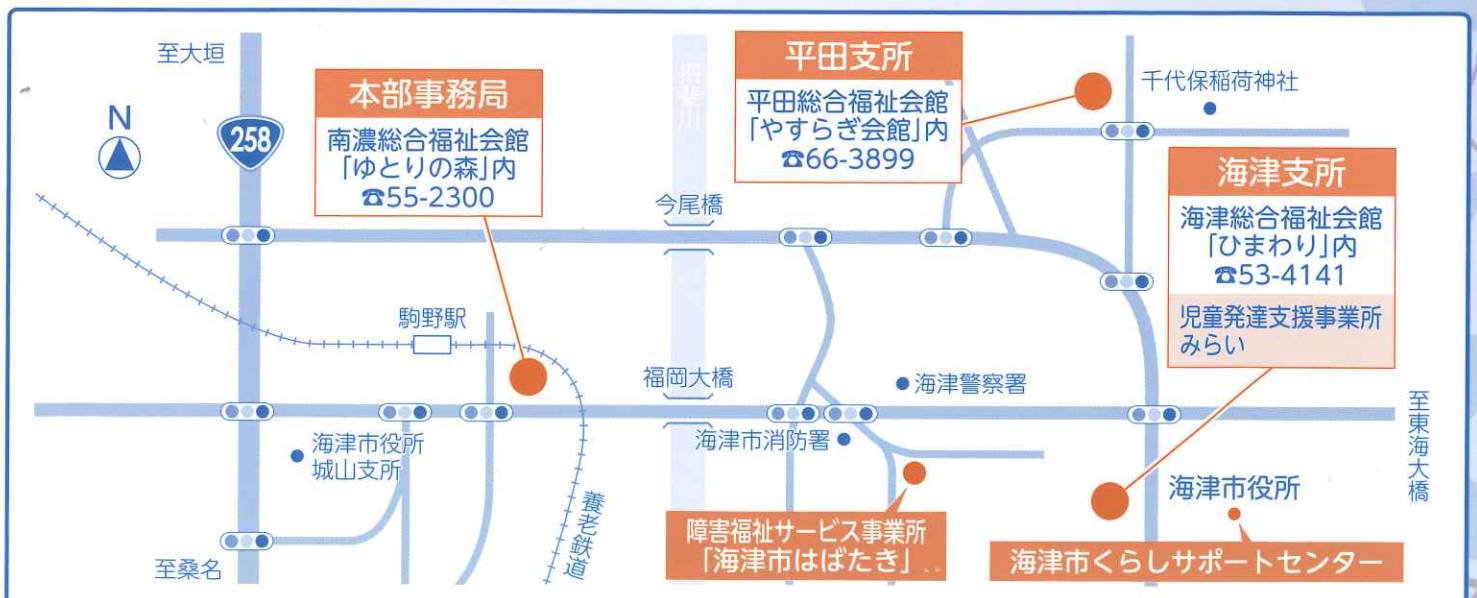 至大垣
N
258
本部事務局
南濃総合福祉会館
「ゆとりの森」内
☎55-2300
揖斐川
平田支所
平田総合福祉会館
「やすらぎ会館」内
☎66-3899
千代保稲荷神社
海津支所
海津総合福祉会館
「ひまわり」内
☎53-4141
児童発達支援事業所
みらい
今尾橋
駒野駅
福岡大橋
海津警察署
海津市消防署
至東海大橋
海津市役所
城山支所
養老鉄道
障害福祉サービス事業所
「海津市はばたき」
海津市役所
海津市くらしサポートセンター
至桑名